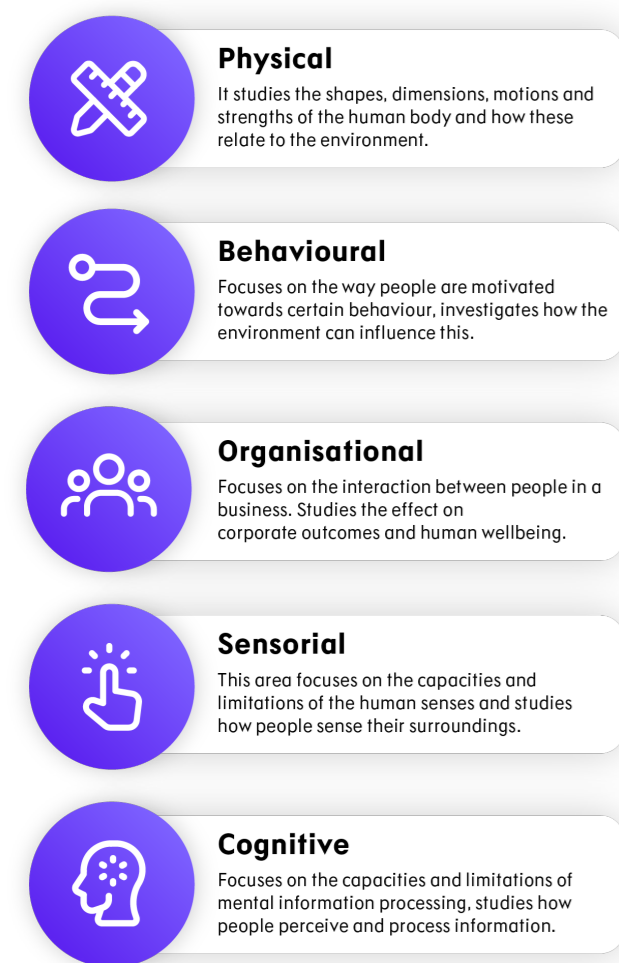 Physical
It studies the shapes, dimensions, motions and
strengths of the human body and how these
relate to the environment.
Behavioural
Focuses on the way people are motivated
towards certain behaviour, investigates how the
environment can influence this.
Organisational
Focuses on the interaction between people in a
business. Studies the effect on
corporate outcomes and human wellbeing.
Sensorial
This area focuses on the capacities and
limitations of the human senses and studies
how people sense their surroundings.
Cognitive
Focuses on the capacities and limitations of
mental information processing, studies how
people perceive and process information.